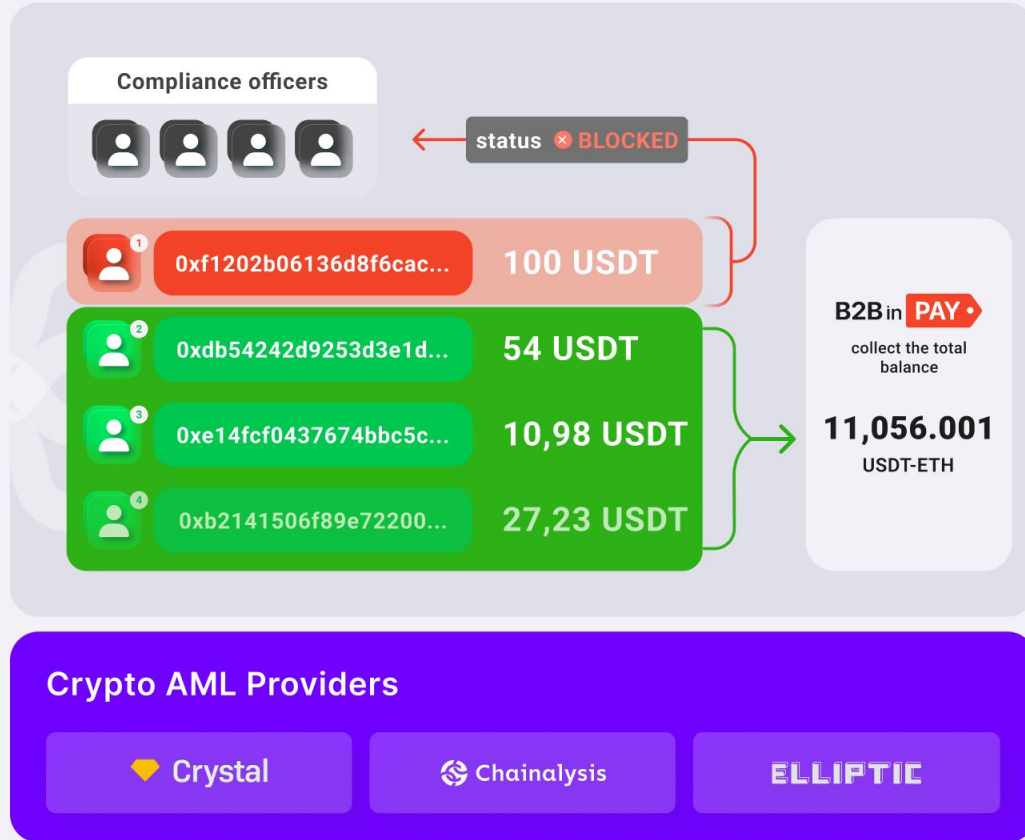 Compliance officers
status BLOCKED
1 0xf1202b06136d8f6cac... 100 USDT
2 0xdb54242d9253d3e1d... 54 USDT
3 0xe14fcf0437674bbc5c... 10,98 USDT
4 0xb2141506f89e72200... 27,23 USDT
B2B in PAY
collect the total
balance
11,056.001
USDT-ETH
Crypto AML Providers
Crystal
Chainalysis
ELLIPTIC